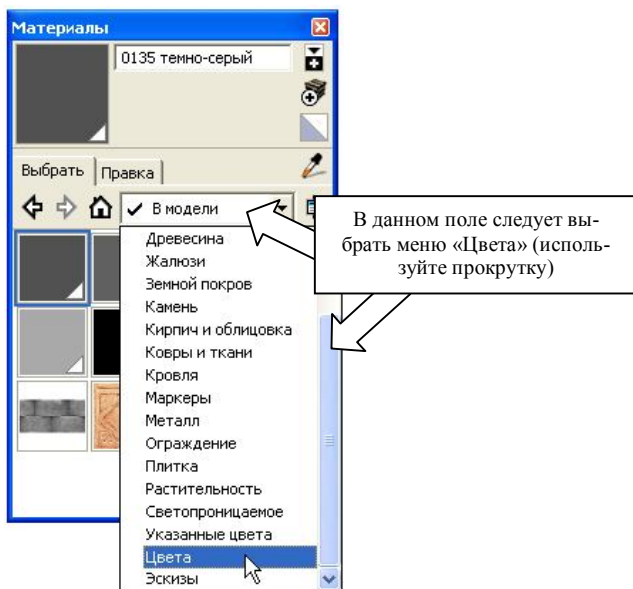 Материалы
0135 темно-серый
Выбрать
Правка
В модели
Древесина
Жалюзи
Земной покров
Камень
Кирпич и облицовка
Ковры и ткани
Кровля
Маркеры
Металл
Ограждение
Плитка
Растительность
Светопроницаемое
Указанные цвета
Цвета
Эскизы
В данном поле следует вы-
брать меню «Цвета» (исполь-
зуйте прокрутку)